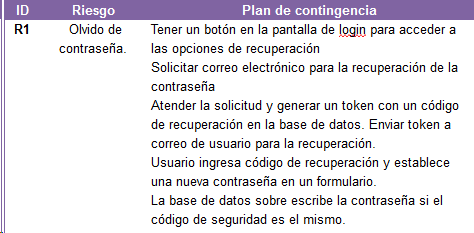 ID Riesgo Plan de contingencia
R1 Olvido de Tener un botón en la pantalla de login para acceder a
contraseña. las opciones de recuperación
Solicitar correo electrónico para la recuperación de la
contraseña
Atender la solicitud y generar un token con un código
de recuperación en la base de datos. Enviar token a
correo de usuario para la recuperación.
Usuario ingresa código de recuperación y establece
una nueva contraseña en un formulario.
La base de datos sobre escribe la contraseña si el
código de seguridad es el mismo.